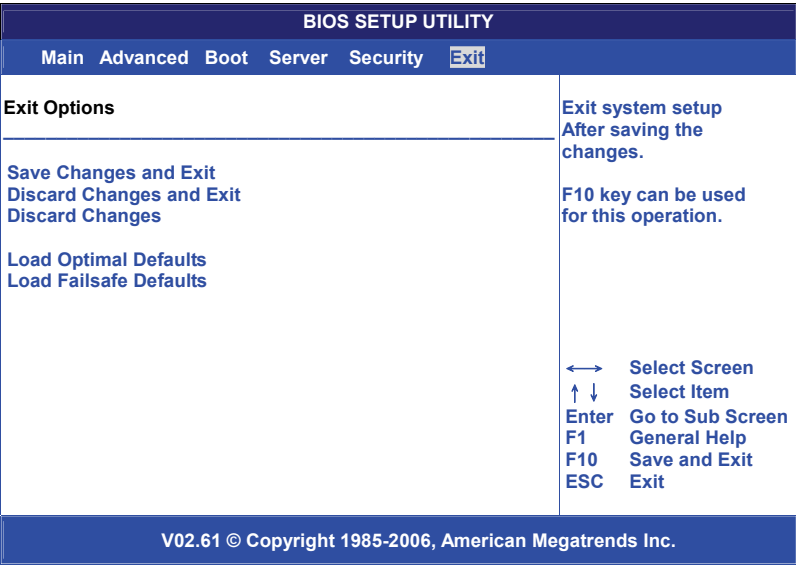 BIOS SETUP UTILITY
Main Advanced Boot Server Security Exit
Exit Options
Save Changes and Exit
Discard Changes and Exit
Discard Changes
Load Optimal Defaults
Load Failsafe Defaults
Exit system setup
After saving the
changes.
F10 key can be used
for this operation.
←→ Select Screen
↑↓ Select Item
Enter Go to Sub Screen
F1 General Help
F10 Save and Exit
ESC Exit
V02.61 © Copyright 1985-2006, American Megatrends Inc.